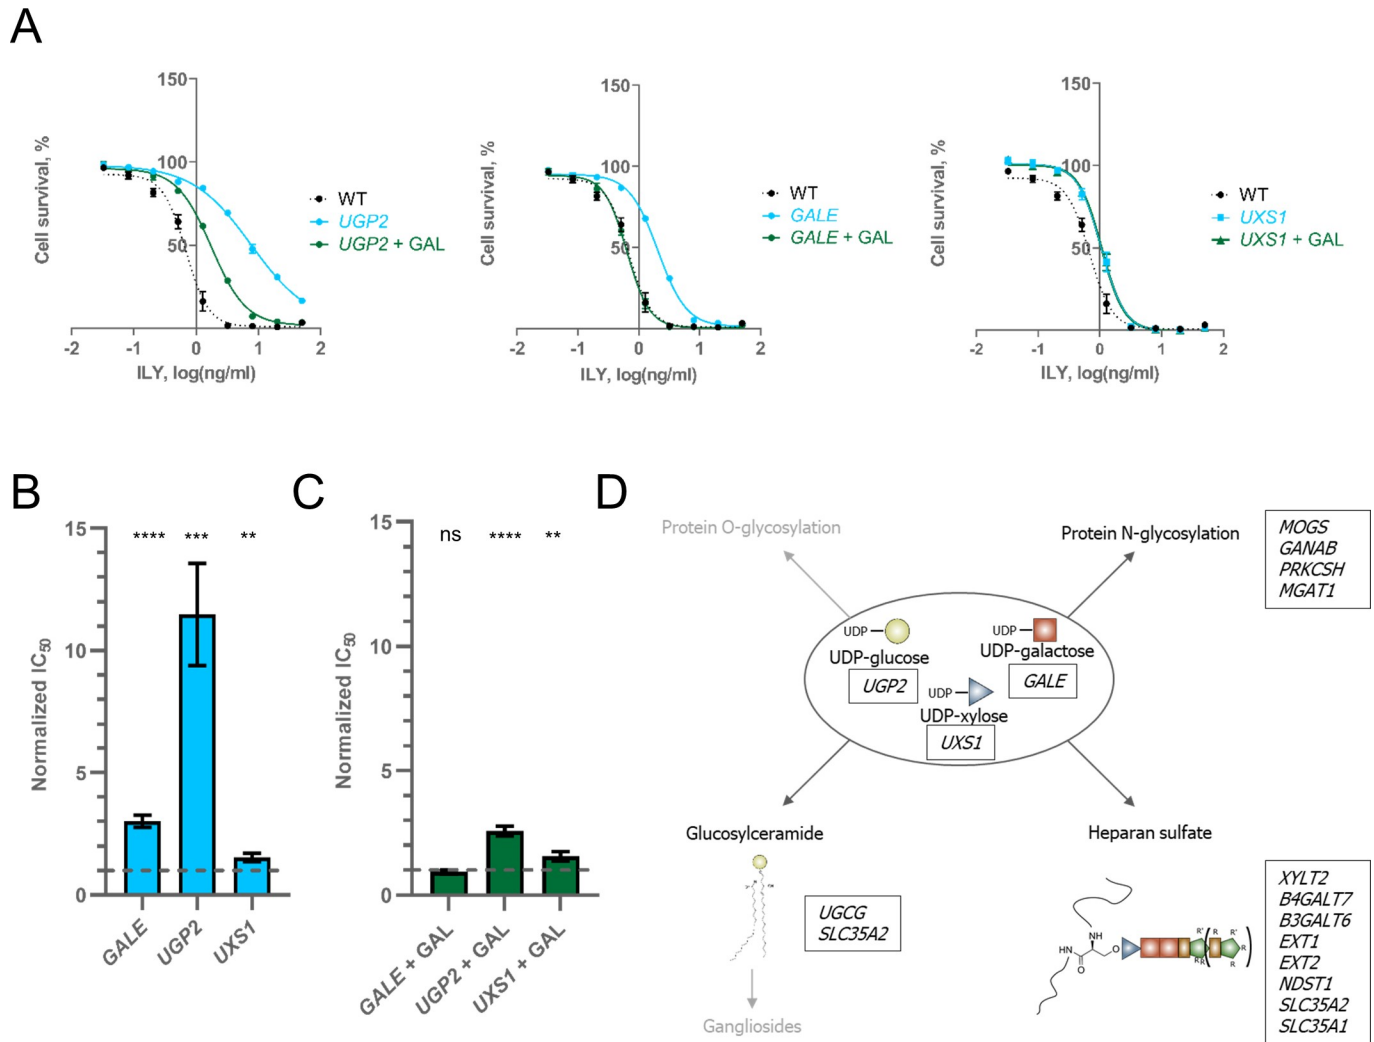 A
150
100
50
Cell survival, %
-2
-1
0
1
2
ILY, log(ng/ml)
WT
UGP2
UGP2 + GAL
150
100
50
Cell survival, %
-2
-1
0
1
2
ILY, log(ng/ml)
WT
GALE
GALE + GAL
150
100
50
Cell survival, %
-2
-1
0
1
2
ILY, log(ng/ml)
WT
UXS1
UXS1 + GAL
B
15
10
5
0
Normalized IC50
****
***
**
GALE
UGP2
UXS1
C
15
10
5
0
Normalized IC50
ns
****
**
GALE + GAL
UGP2 + GAL
UXS1 + GAL
D
Protein O-glycosylation
Protein N-glycosylation
MOGS
GANAB
PRKCSH
MGAT1
UDP
UDP-glucose
UGP2
UDP
UDP-galactose
GALE
UDP
UDP-xylose
UXS1
Glucosylceramide
UGCG
SLC35A2
Gangliosides
Heparan sulfate
NH
HN
O
O
R'
R
R
R
R'
R
R
XYLT2
B4GALT7
B3GALT6
EXT1
EXT2
NDST1
SLC35A2
SLC35A1